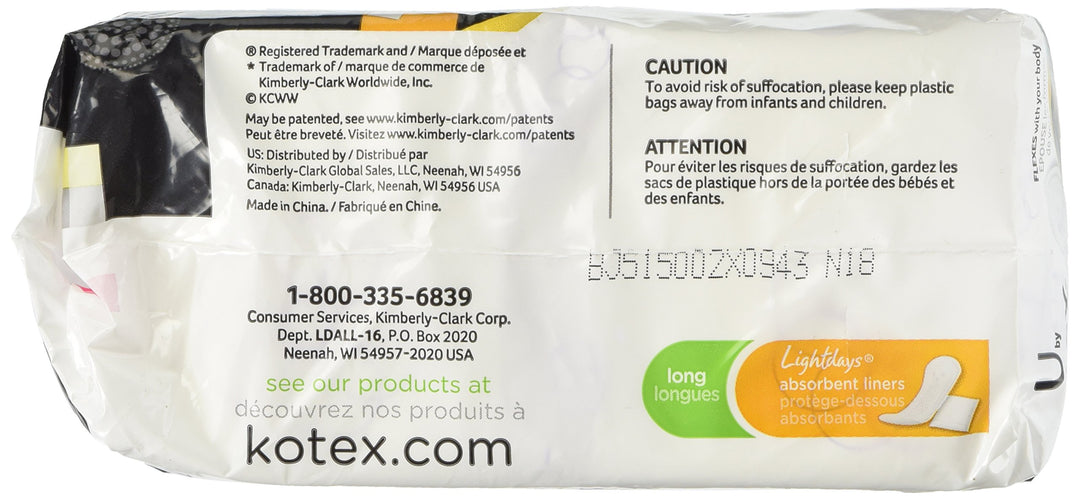 ® Registered Trademark and / Marque déposée et
* Trademark of / marque de commerce de
Kimberly-Clark Worldwide, Inc.
© KCWW
May be patented, see www.kimberly-clark.com/patents
Peut être breveté. Visitez www.kimberly-clark.com/patents
US: Distributed by / Distribué par
Kimberly-Clark Global Sales, LLC, Neenah, WI 54956
Canada: Kimberly-Clark, Neenah, WI 54956 USA
Made in China. / Fabriqué en Chine.
CAUTION
To avoid risk of suffocation, please keep plastic
bags away from infants and children.
ATTENTION
Pour éviter les risques de suffocation, gardez les
sacs de plastique hors de la portée des bébés et
des enfants.
BJ51500ZX0943 N18
1-800-335-6839
Consumer Services, Kimberly-Clark Corp.
Dept. LDALL-16, P.O. Box 2020
Neenah, WI 54957-2020 USA
see our products at
découvrez nos produits à
kotex.com
long
longues
Lightdays®
absorbent liners
protège-dessous
absorbants
FLEXES with your body
ÉPOUSE
U by